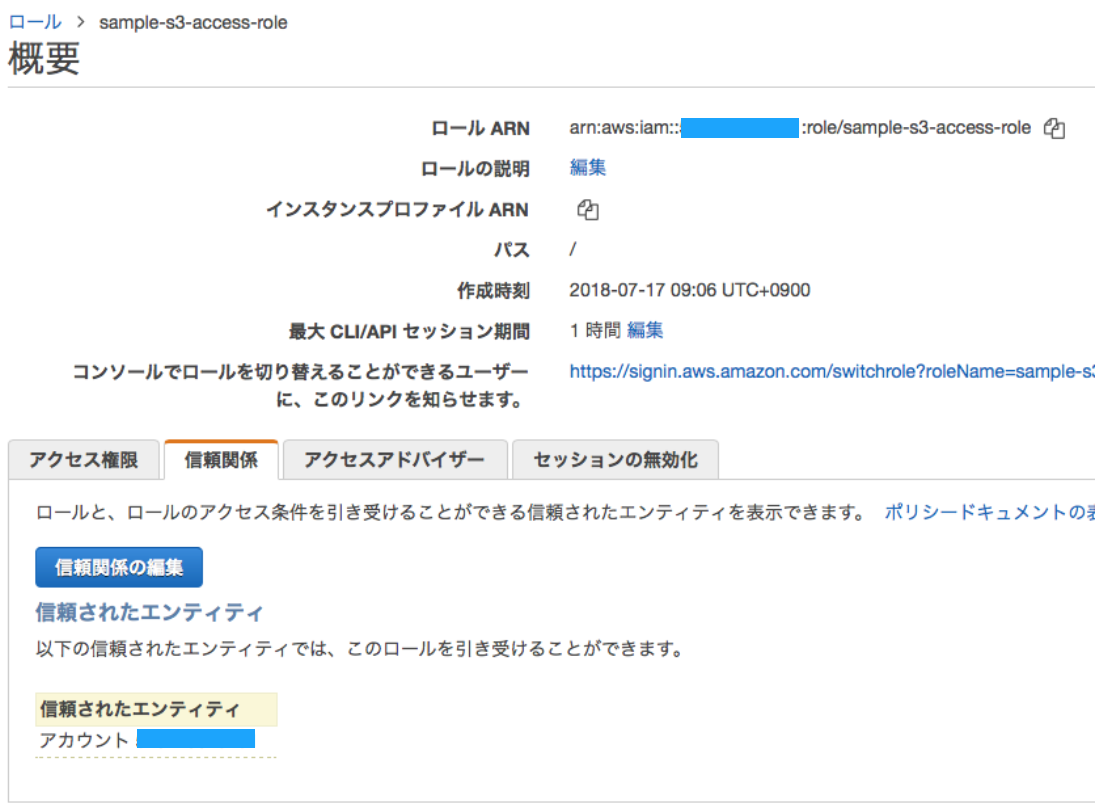 ロール > sample-s3-access-role
概要
ロール ARN arn:aws:iam:: :role/sample-s3-access-role
ロールの説明 編集
インスタンスプロファイル ARN
パス /
作成時刻 2018-07-17 09:06 UTC+0900
最大 CLI/API セッション期間 1 時間 編集
コンソールでロールを切り替えることができるユーザー https://signin.aws.amazon.com/switchrole?roleName=sample-s3
に、このリンクを知らせます。
アクセス権限 信頼関係 アクセスアドバイザー セッションの無効化
ロールと、ロールのアクセス条件を引き受けることができる信頼されたエンティティを表示できます。 ポリシードキュメントの表
信頼関係の編集
信頼されたエンティティ
以下の信頼されたエンティティでは、このロールを引き受けることができます。
信頼されたエンティティ
アカウント